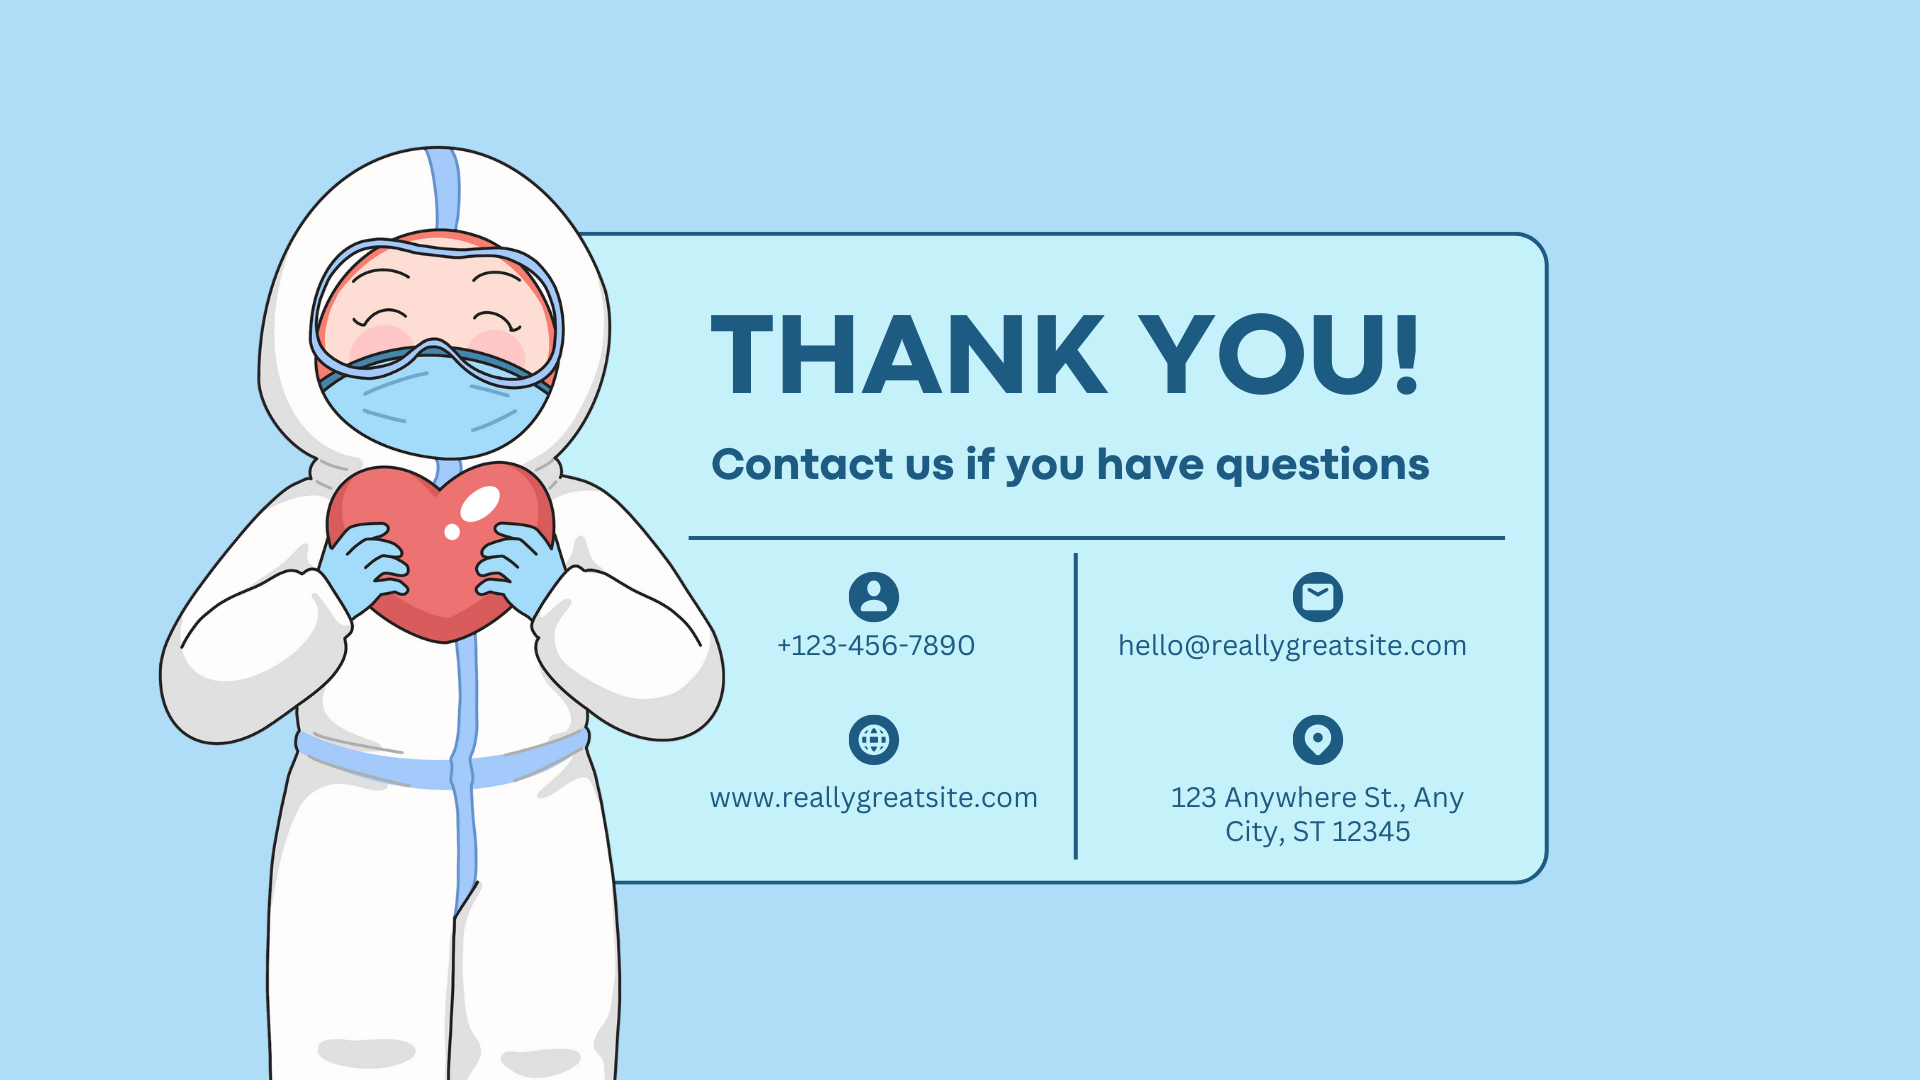 THANK YOU!
Contact us if you have questions
+123-456-7890
hello@reallygreatsite.com
www.reallygreatsite.com
123 Anywhere St., Any
City, ST 12345